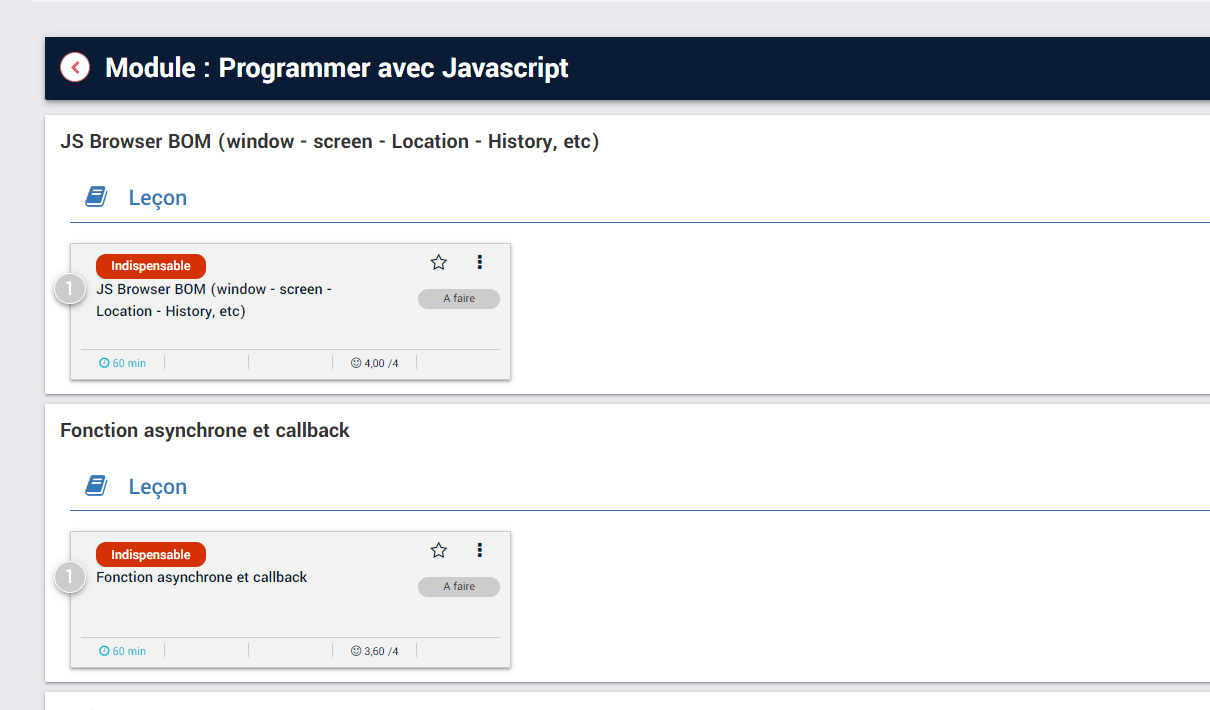 Module : Programmer avec Javascript
JS Browser BOM (window - screen - Location - History, etc)
Leçon
Indispensable
1
JS Browser BOM (window - screen -
Location - History, etc)
A faire
60 min
4,00 /4
Fonction asynchrone et callback
Leçon
Indispensable
1
Fonction asynchrone et callback
A faire
60 min
3,60 /4